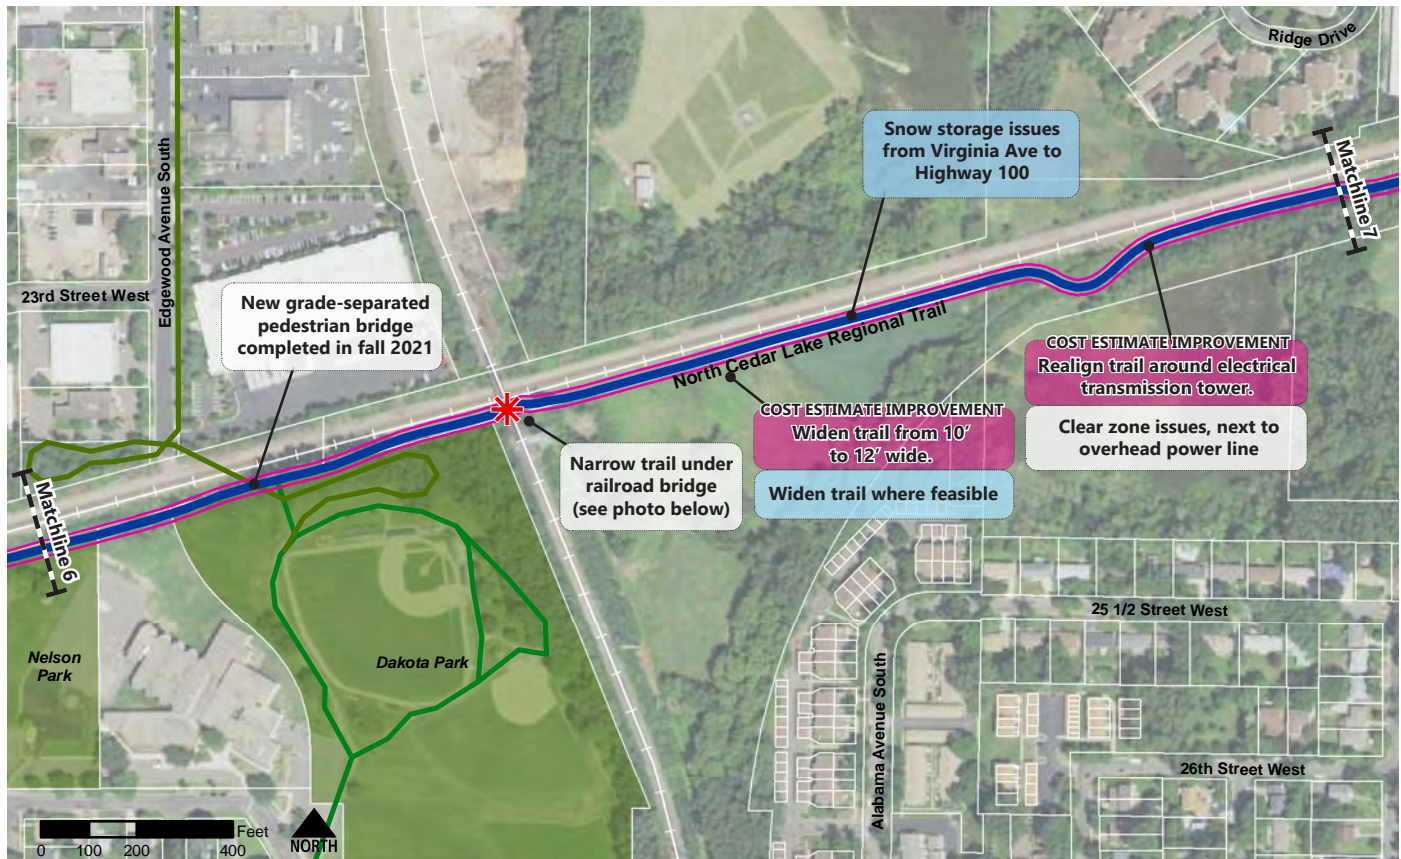 Ridge Drive
Snow storage issues
from Virginia Ave to
Highway 100
Matchline 7
Edgewood Avenue South
23rd Street West
New grade-separated
pedestrian bridge
completed in fall 2021
North Cedar Lake Regional Trail
COST ESTIMATE IMPROVEMENT
Realign trail around electrical
transmission tower.
Clear zone issues, next to
overhead power line
COST ESTIMATE IMPROVEMENT
Widen trail from 10’
to 12’ wide.
Widen trail where feasible
Narrow trail under
railroad bridge
(see photo below)
Matchline 6
25 1/2 Street West
Nelson
Park
Dakota Park
Alabama Avenue South
26th Street West
Feet
0 100 200 400
NORTH